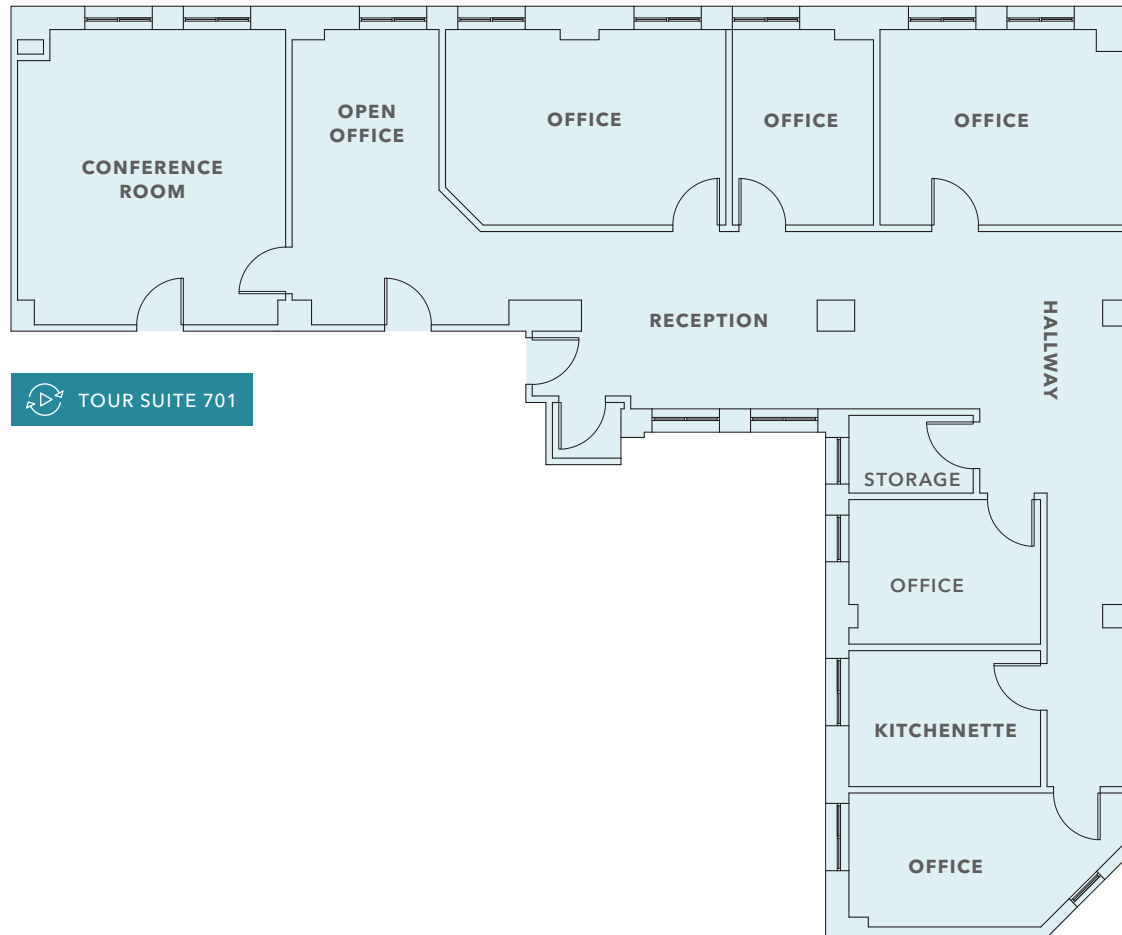 OPEN
OFFICE
OFFICE
OFFICE
OFFICE
CONFERENCE
ROOM
RECEPTION
HALLWAY
TOUR SUITE 701
STORAGE
OFFICE
KITCHENETTE
OFFICE